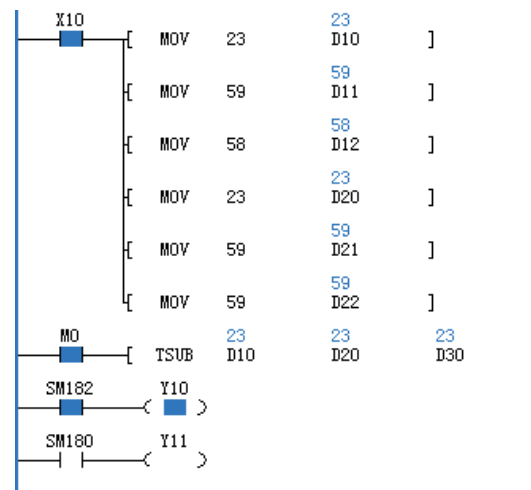 X10 23
[ MOV 23 D10 ]
59
[ MOV 59 D11 ]
58
[ MOV 58 D12 ]
23
[ MOV 23 D20 ]
59
[ MOV 59 D21 ]
59
[ MOV 59 D22 ]
M0 23 23 23
[ TSUB D10 D20 D30
SM182 Y10
( )
SM180 Y11
( )